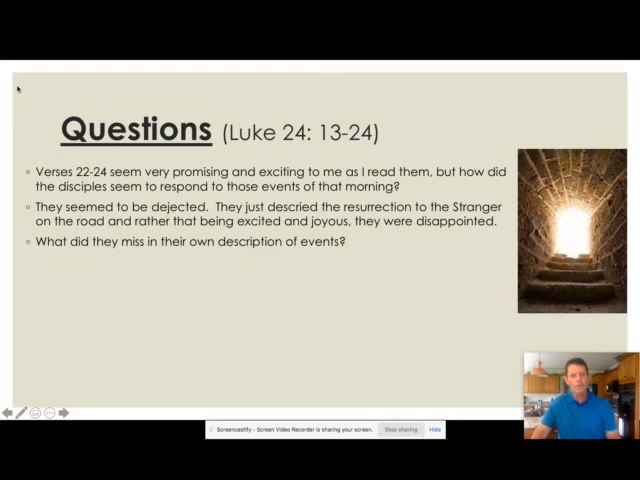 Questions (Luke 24: 13-24)
◦ Verses 22-24 seem very promising and exciting to me as I read them, but how did
the disciples seem to respond to those events of that morning?
◦ They seemed to be dejected.  They just descried the resurrection to the Stranger
on the road and rather that being excited and joyous, they were disappointed.
◦ What did they miss in their own description of events?
Screencastify - Screen Video Recorder is sharing your screen. Stop sharing Hide